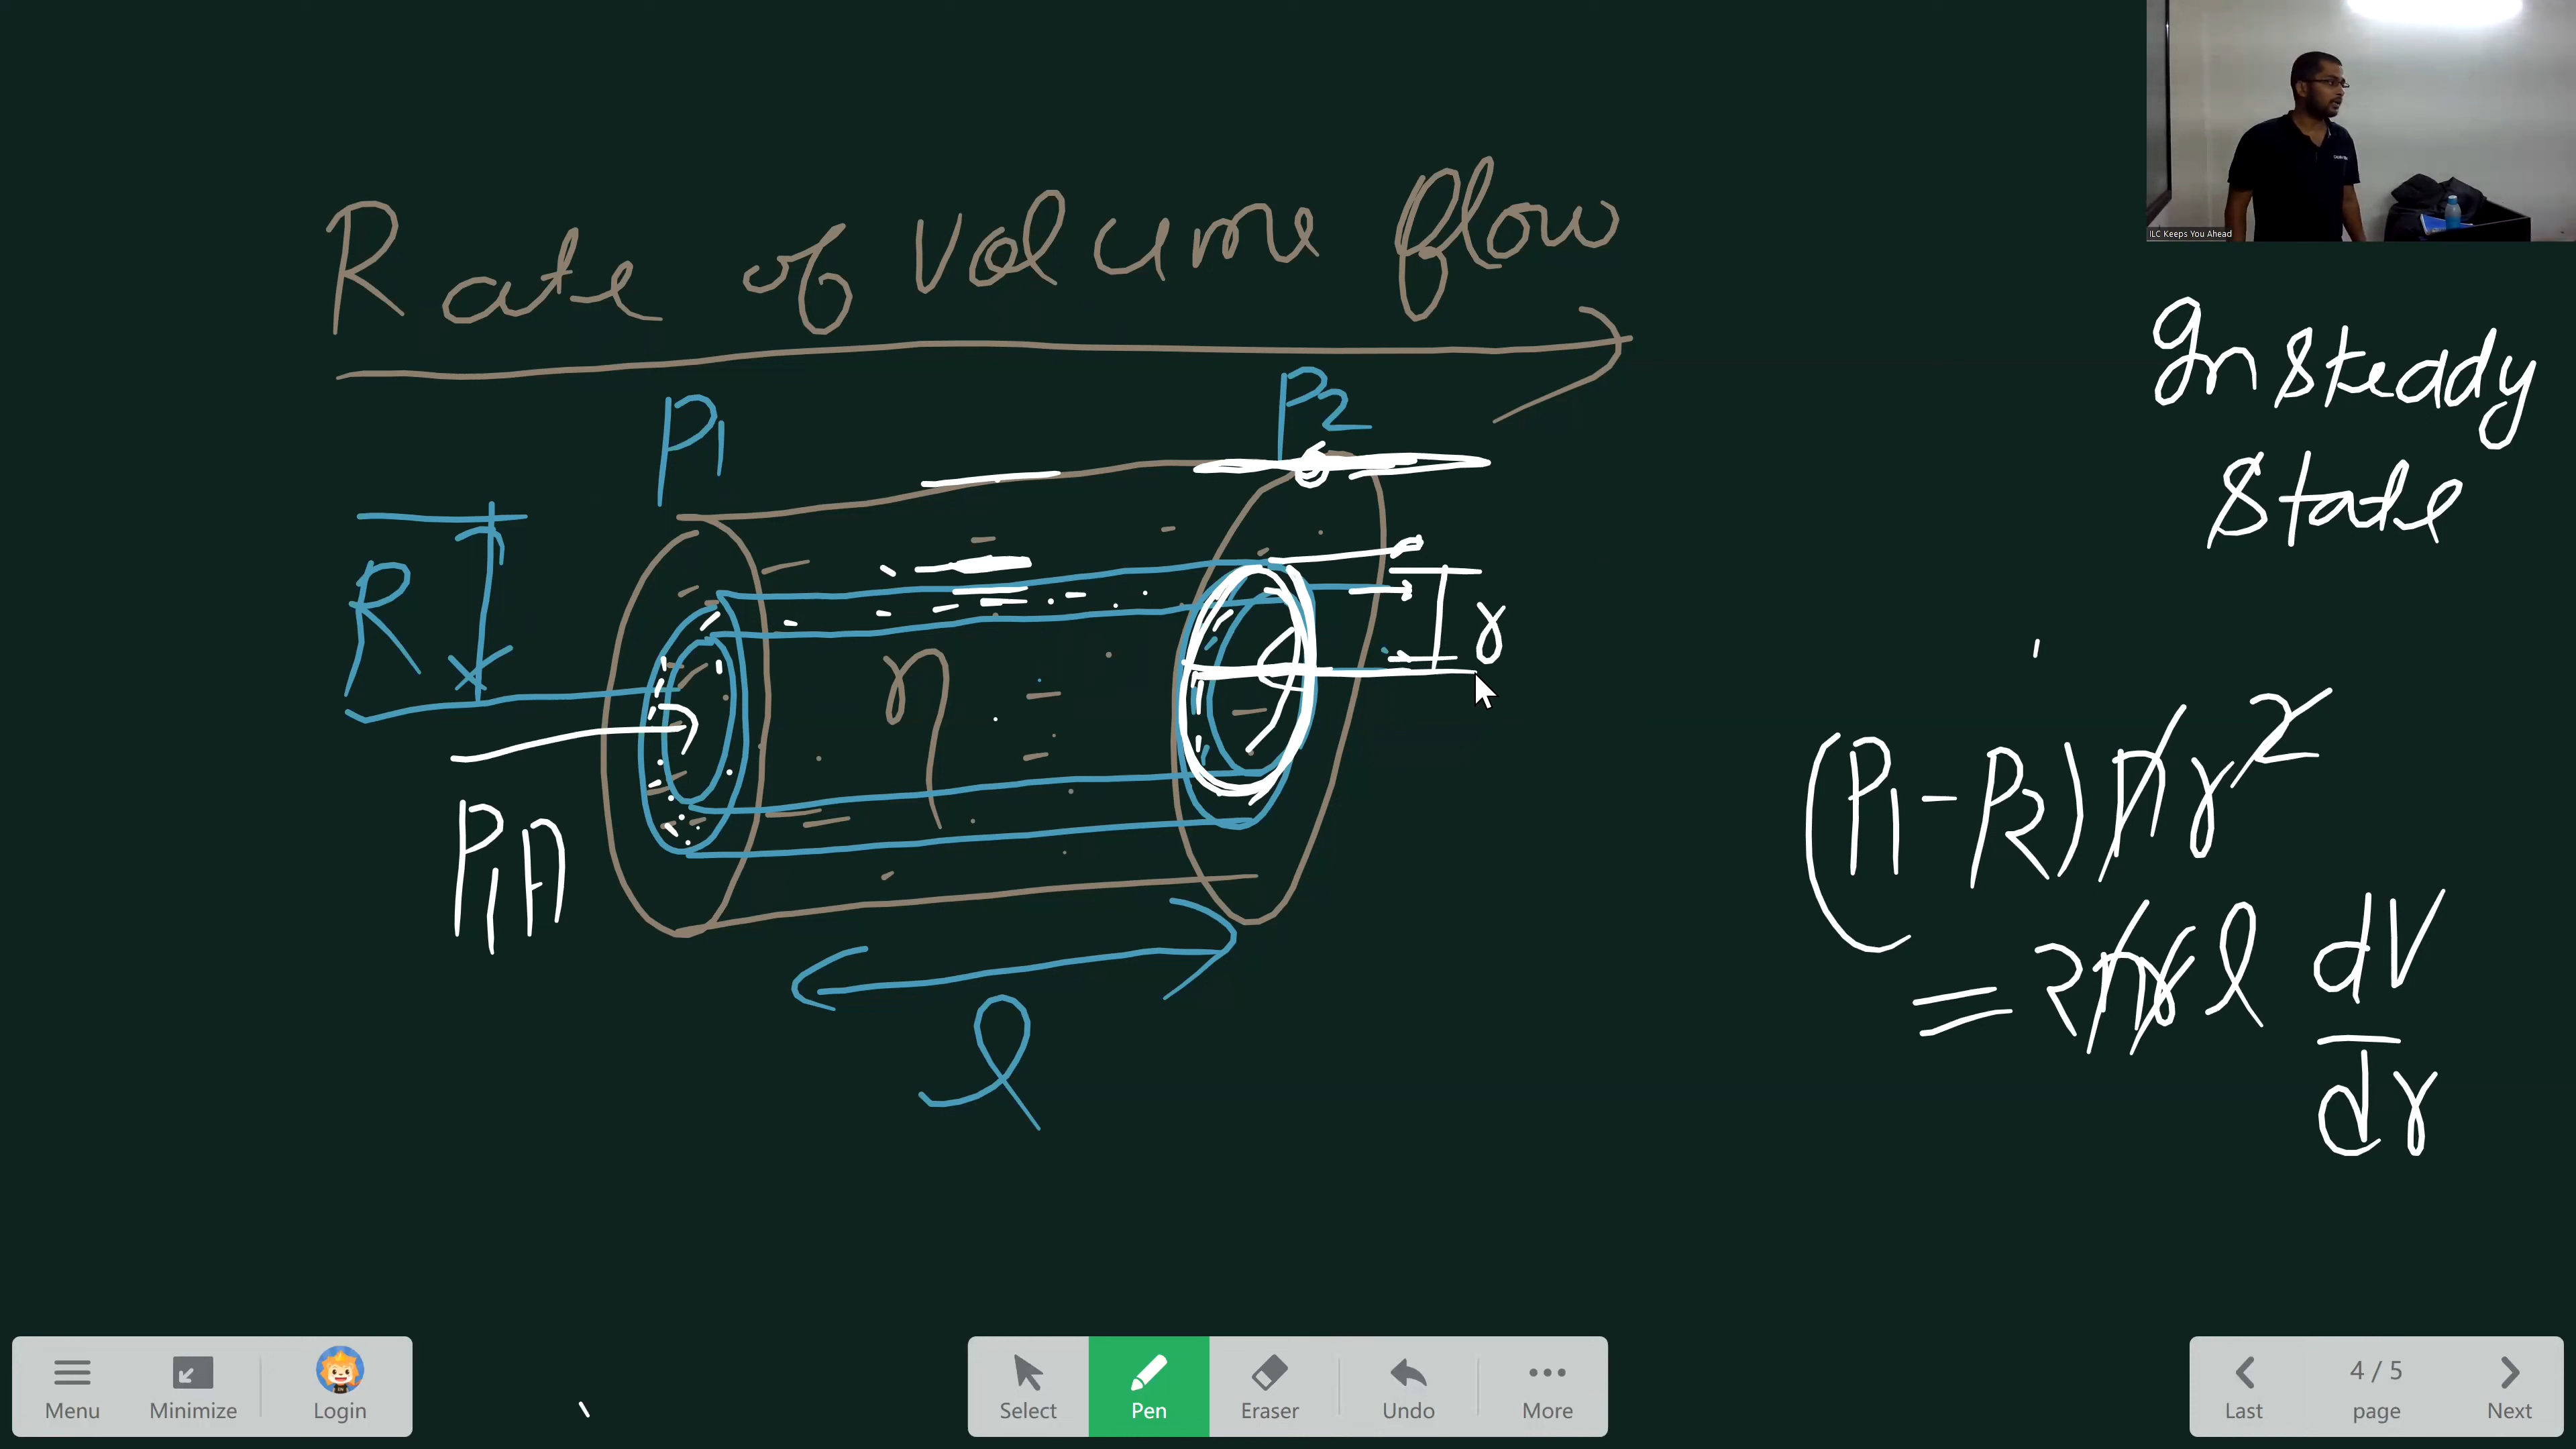 ILC Keeps You Ahead
Rate of Volume flow
In steady
state
P1
P2
R
r
η
P1A
l
(P1-P2) πr²
= 2πr l dV
dr
Menu
Minimize
Login
Select
Pen
Eraser
Undo
More
Last
4 / 5
page
Next